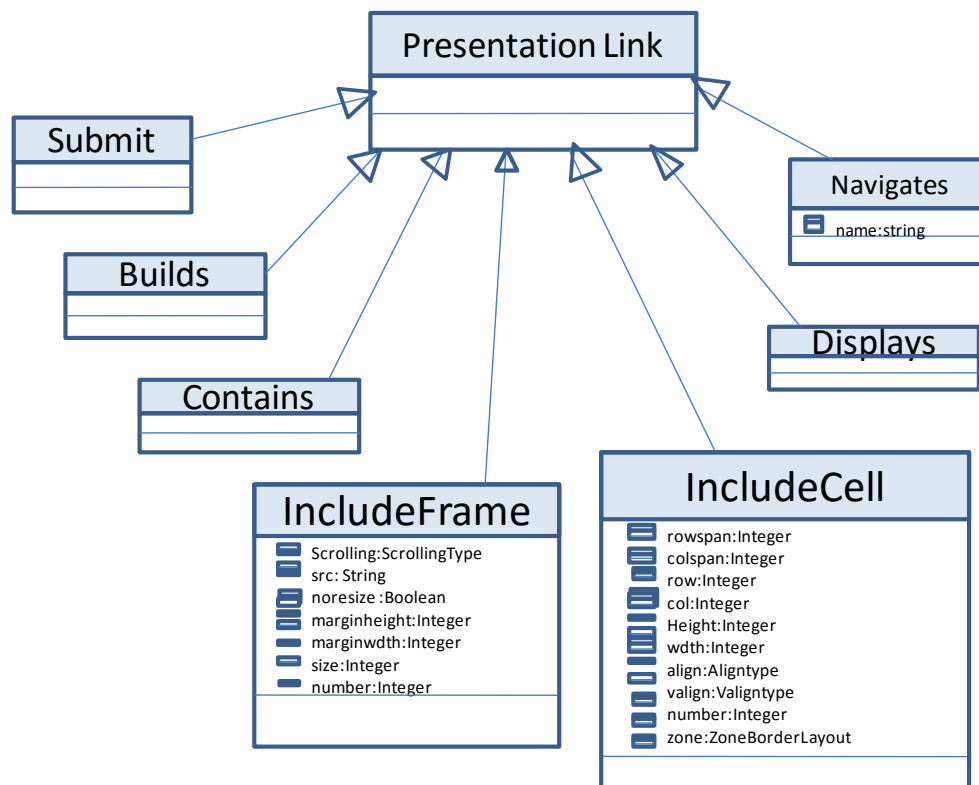 Presentation Link
Submit
Navigates
name:string
Builds
Displays
Contains
IncludeFrame
Scrolling:ScrollingType
src: String
noresize :Boolean
marginheight:Integer
marginwdth:Integer
size:Integer
number:Integer
IncludeCell
rowspan:Integer
colspan:Integer
row:Integer
col:Integer
Height:Integer
wdth:Integer
align:Aligntype
valign:Valigntype
number:Integer
zone:ZoneBorderLayout